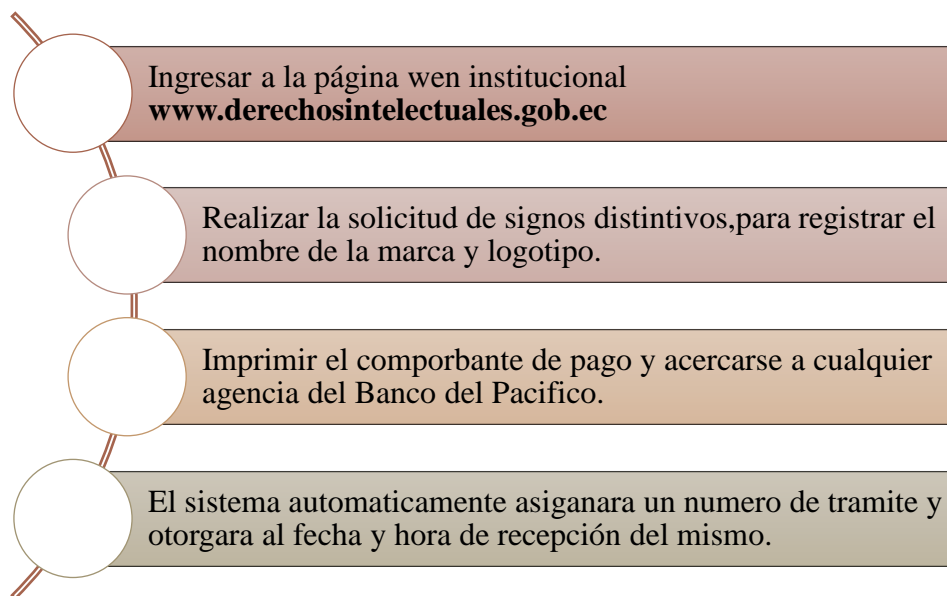 Ingresar a la página wen institucional
www.derechosintelectuales.gob.ec
Realizar la solicitud de signos distintivos,para registrar el
nombre de la marca y logotipo.
Imprimir el comporbante de pago y acercarse a cualquier
agencia del Banco del Pacifico.
El sistema automaticamente asiganara un numero de tramite y
otorgara al fecha y hora de recepción del mismo.